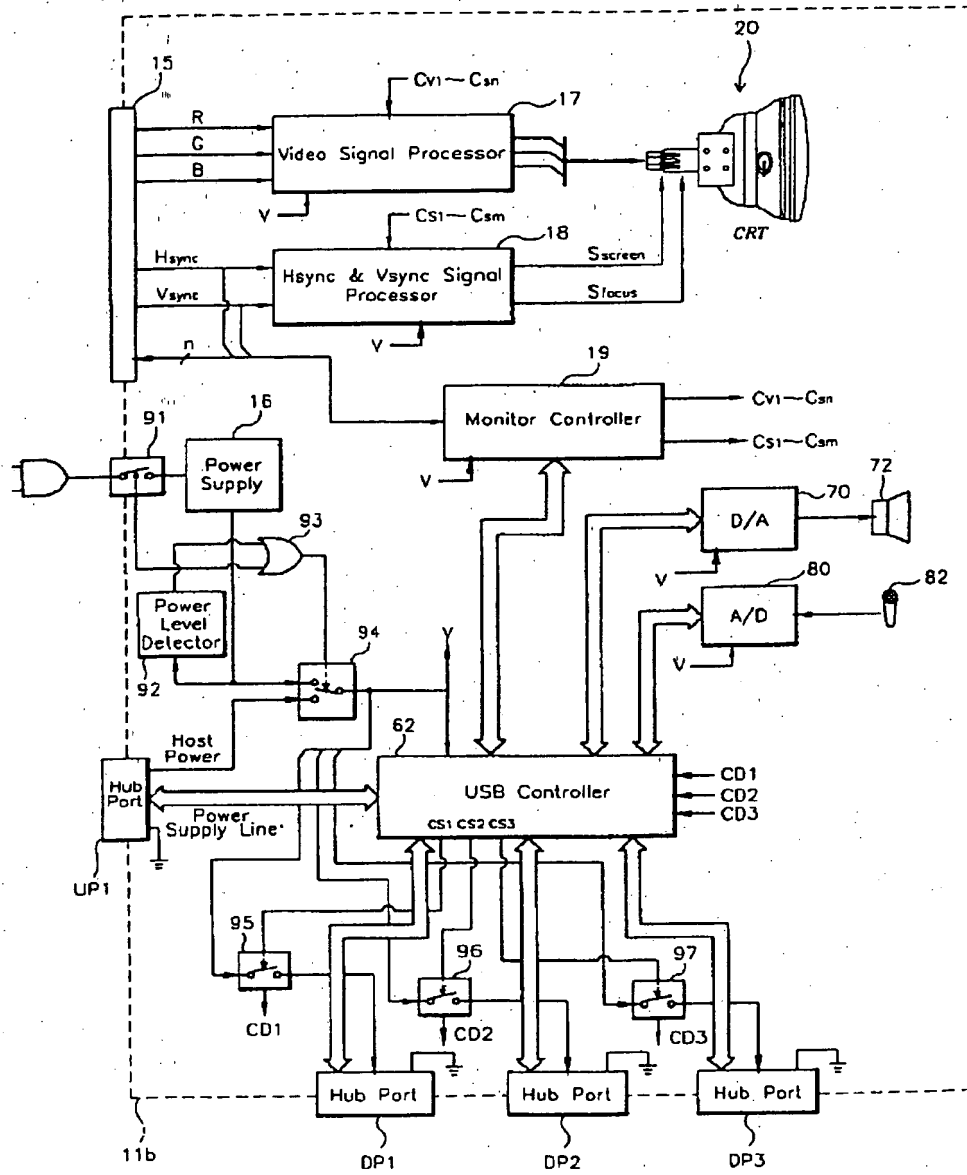 20
15
Cv1~Csn
17
R
G
B
Video Signal Processor
V
CRT
Cs1~Csm
18
Hsync
Vsync
Hsync & Vsync Signal
Processor
Sscreen
Sfocus
V
n
19
Monitor Controller
Cv1~Csn
Cs1~Csm
V
91
16
Power
Supply
93
70
72
D/A
V
80
82
A/D
V
Power
Level
Detector
92
94
V
Host
Power
62
Hub
Port
USB Controller
CD1
CD2
CD3
Power
Supply Line
CS1 CS2 CS3
UP1
95
96
97
CD1
CD2
CD3
Hub Port
Hub Port
Hub Port
11b
DP1
DP2
DP3